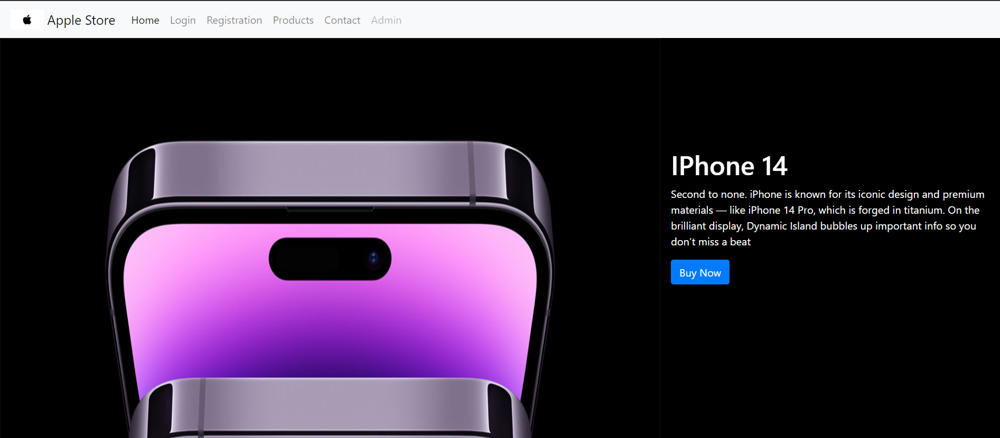 Apple Store Home Login Registration Products Contact Admin
IPhone 14
Second to none. iPhone is known for its iconic design and premium
materials — like iPhone 14 Pro, which is forged in titanium. On the
brilliant display, Dynamic Island bubbles up important info so you
don’t miss a beat
Buy Now